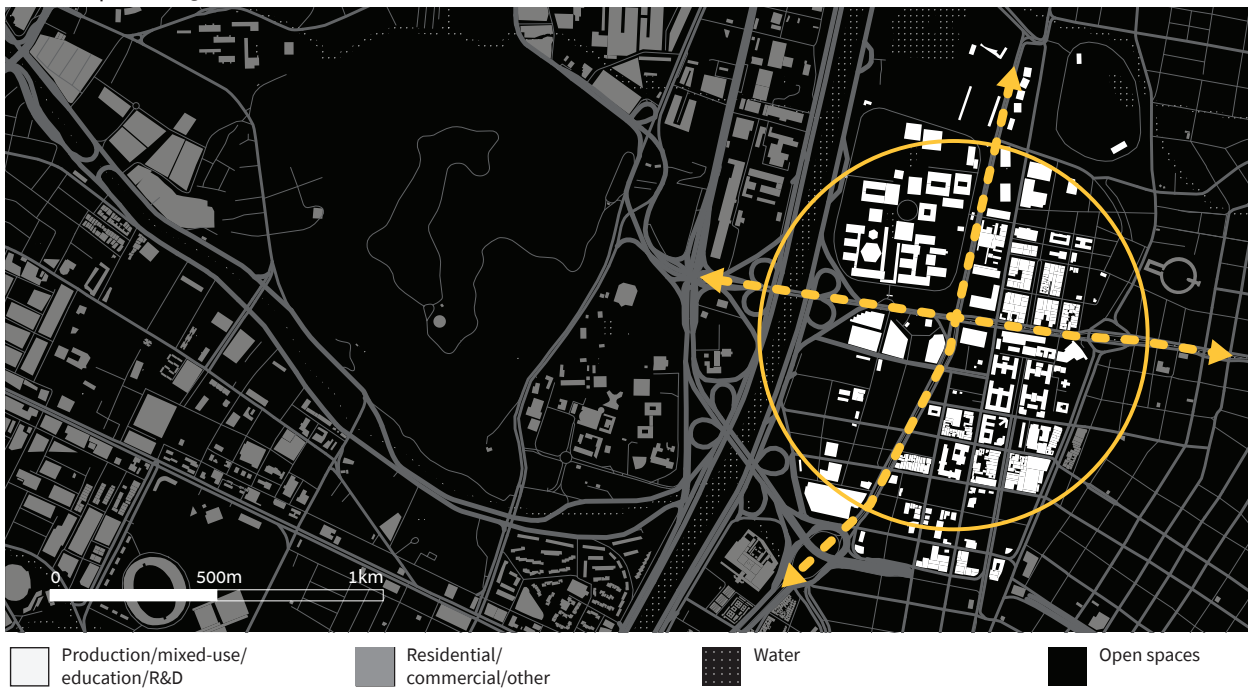 0 500m 1km
Production/mixed-use/
education/R&D
Residential/
commercial/other
Water
Open spaces